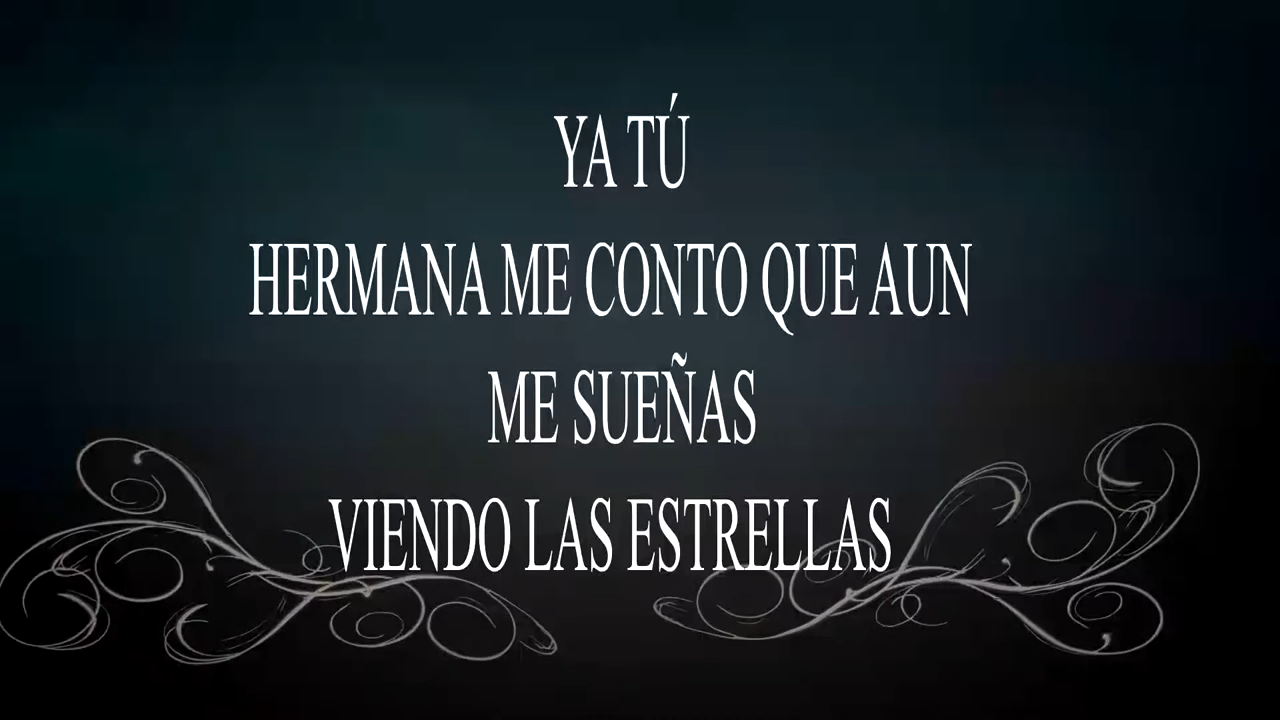 YA TÚ
HERMANA ME CONTO QUE AUN
ME SUEÑAS
VIENDO LAS ESTRELLAS